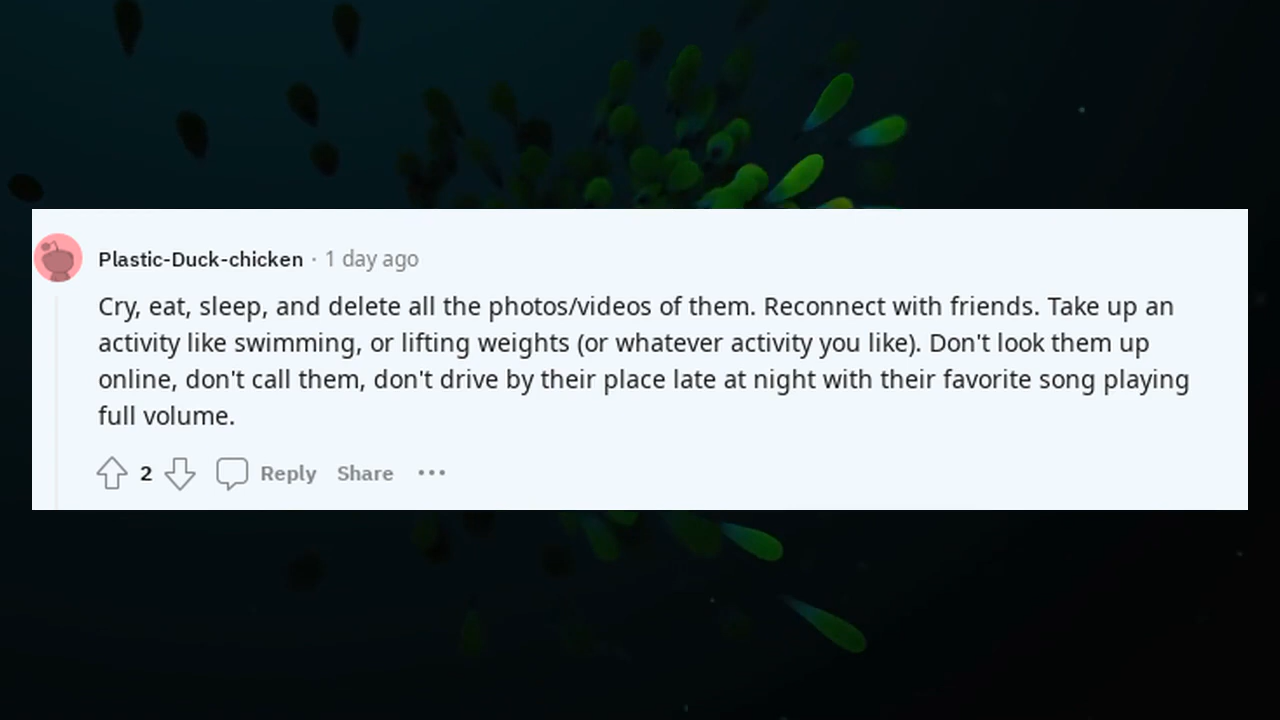 Plastic-Duck-chicken · 1 day ago
Cry, eat, sleep, and delete all the photos/videos of them. Reconnect with friends. Take up an
activity like swimming, or lifting weights (or whatever activity you like). Don't look them up
online, don't call them, don't drive by their place late at night with their favorite song playing
full volume.
2 Reply Share •••